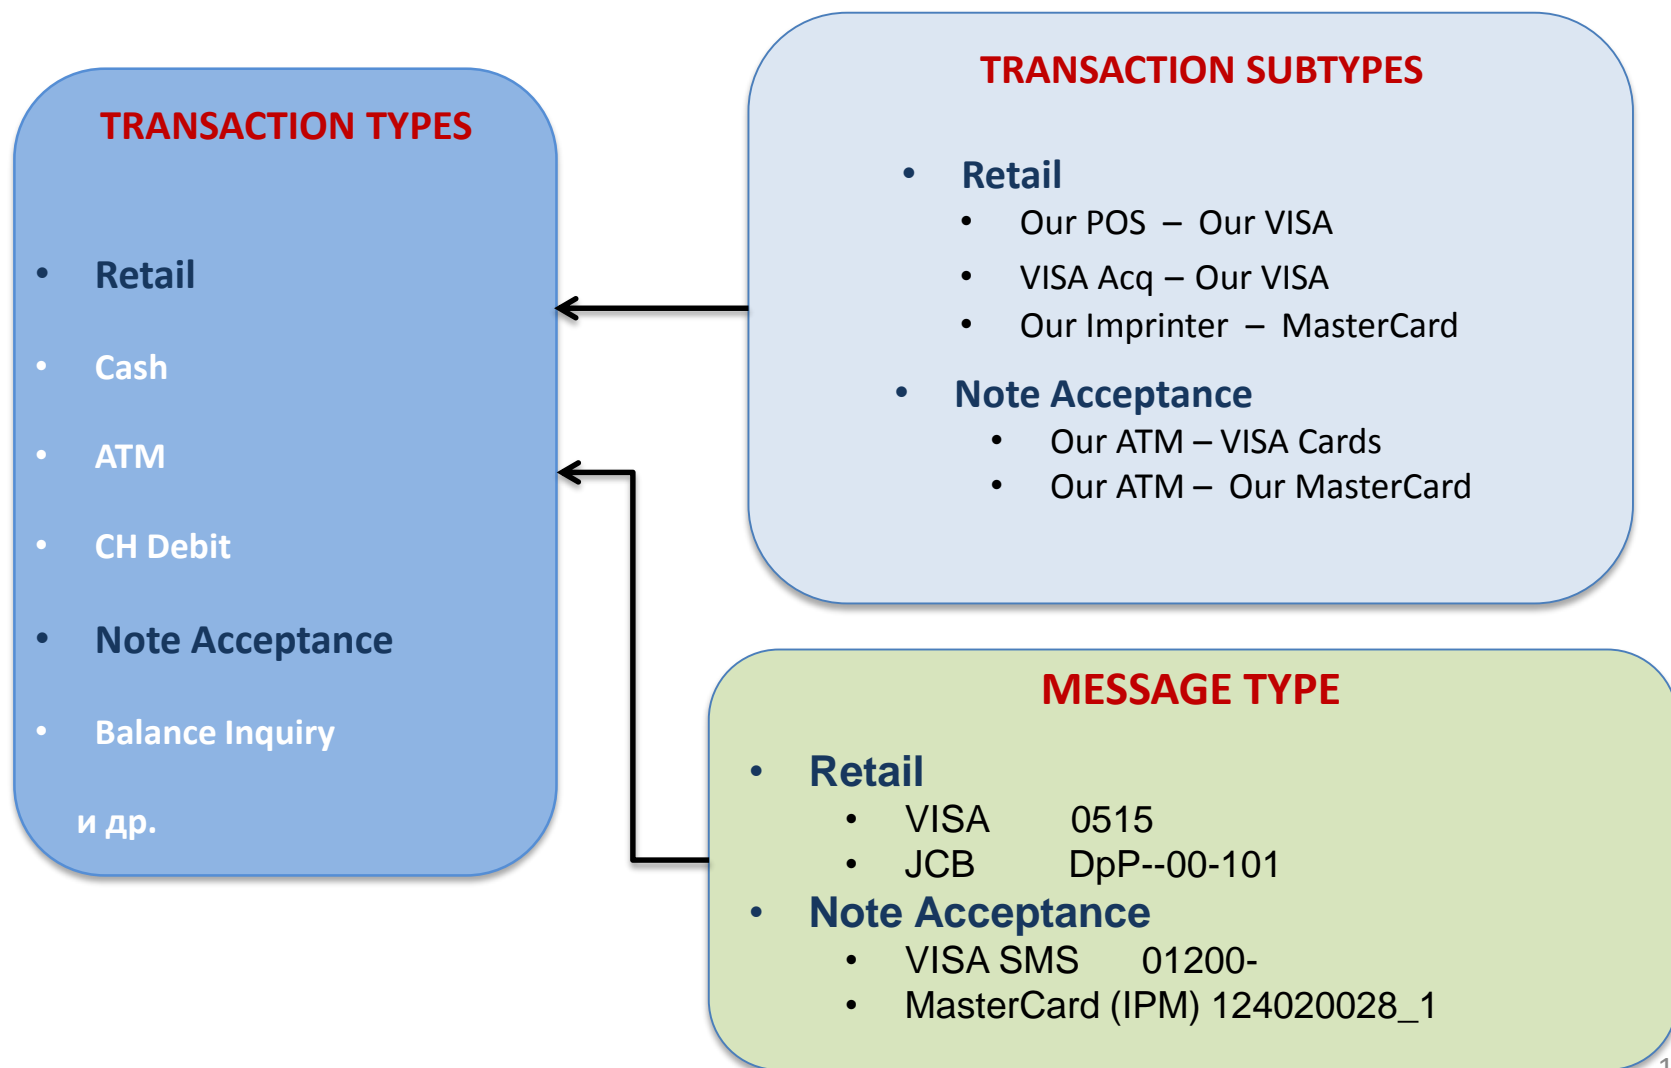 TRANSACTION TYPES
• Retail
• Cash
• ATM
• CH Debit
• Note Acceptance
• Balance Inquiry
и др.
TRANSACTION SUBTYPES
• Retail
• Our POS – Our VISA
• VISA Acq – Our VISA
• Our Imprinter – MasterCard
• Note Acceptance
• Our ATM – VISA Cards
• Our ATM – Our MasterCard
MESSAGE TYPE
• Retail
• VISA 0515
• JCB DpP--00-101
• Note Acceptance
• VISA SMS 01200-
• MasterCard (IPM) 124020028_1